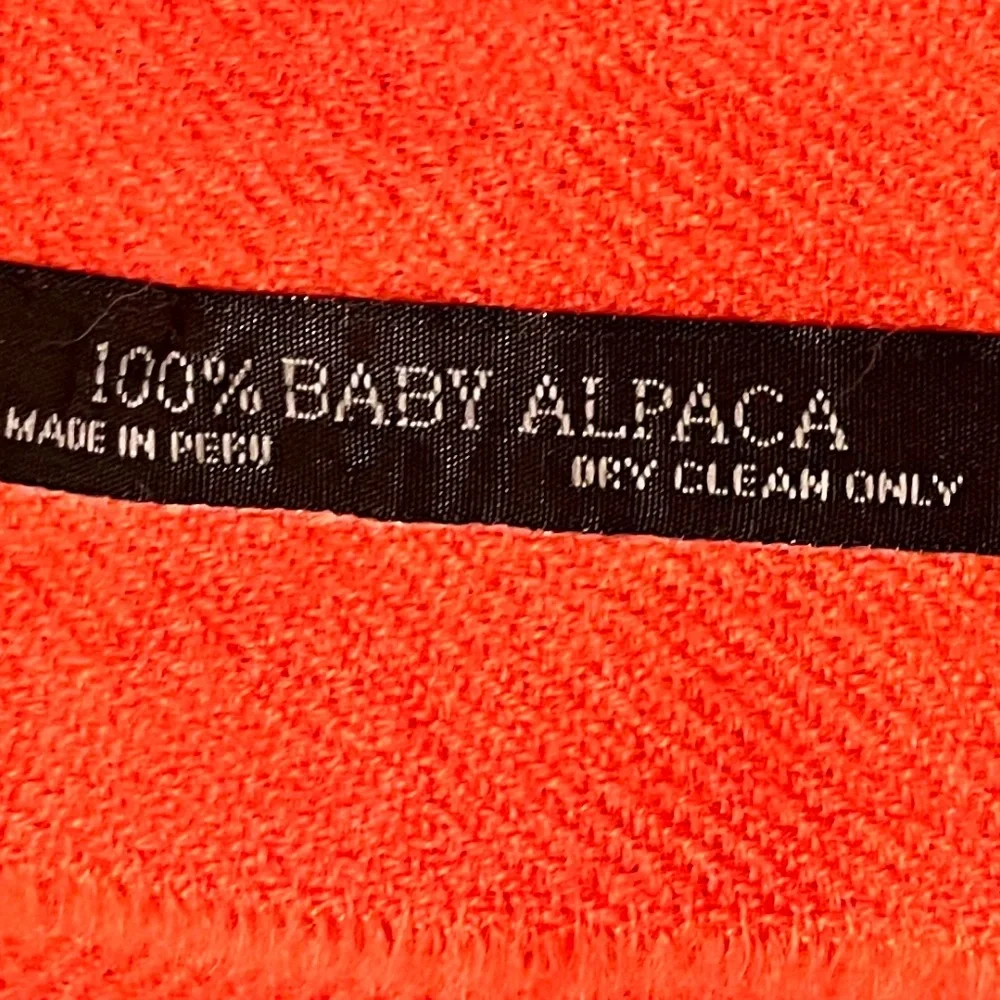 100% BABY ALPACA
MADE IN PERU
DRY CLEAN ONLY